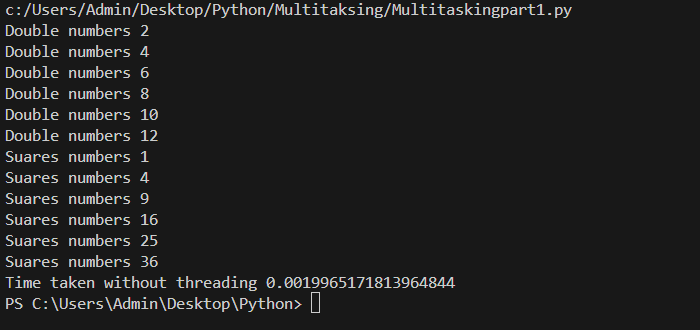 c:/Users/Admin/Desktop/Python/Multitaksing/Multitaskingpart1.py
Double numbers 2
Double numbers 4
Double numbers 6
Double numbers 8
Double numbers 10
Double numbers 12
Suares numbers 1
Suares numbers 4
Suares numbers 9
Suares numbers 16
Suares numbers 25
Suares numbers 36
Time taken without threading 0.0019965171813964844
PS C:\Users\Admin\Desktop\Python>